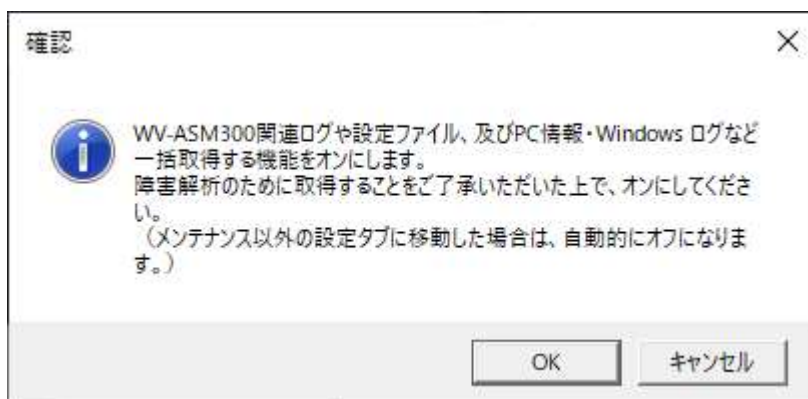 確認
WV-ASM300関連ログや設定ファイル、及びPC情報・Windows ログなど
一括取得する機能をオンにします。
障害解析のために取得することをご了承いただいた上で、オンにしてくださ
い。
（メンテナンス以外の設定タブに移動した場合は、自動的にオフになりま
す。）
OK
キャンセル